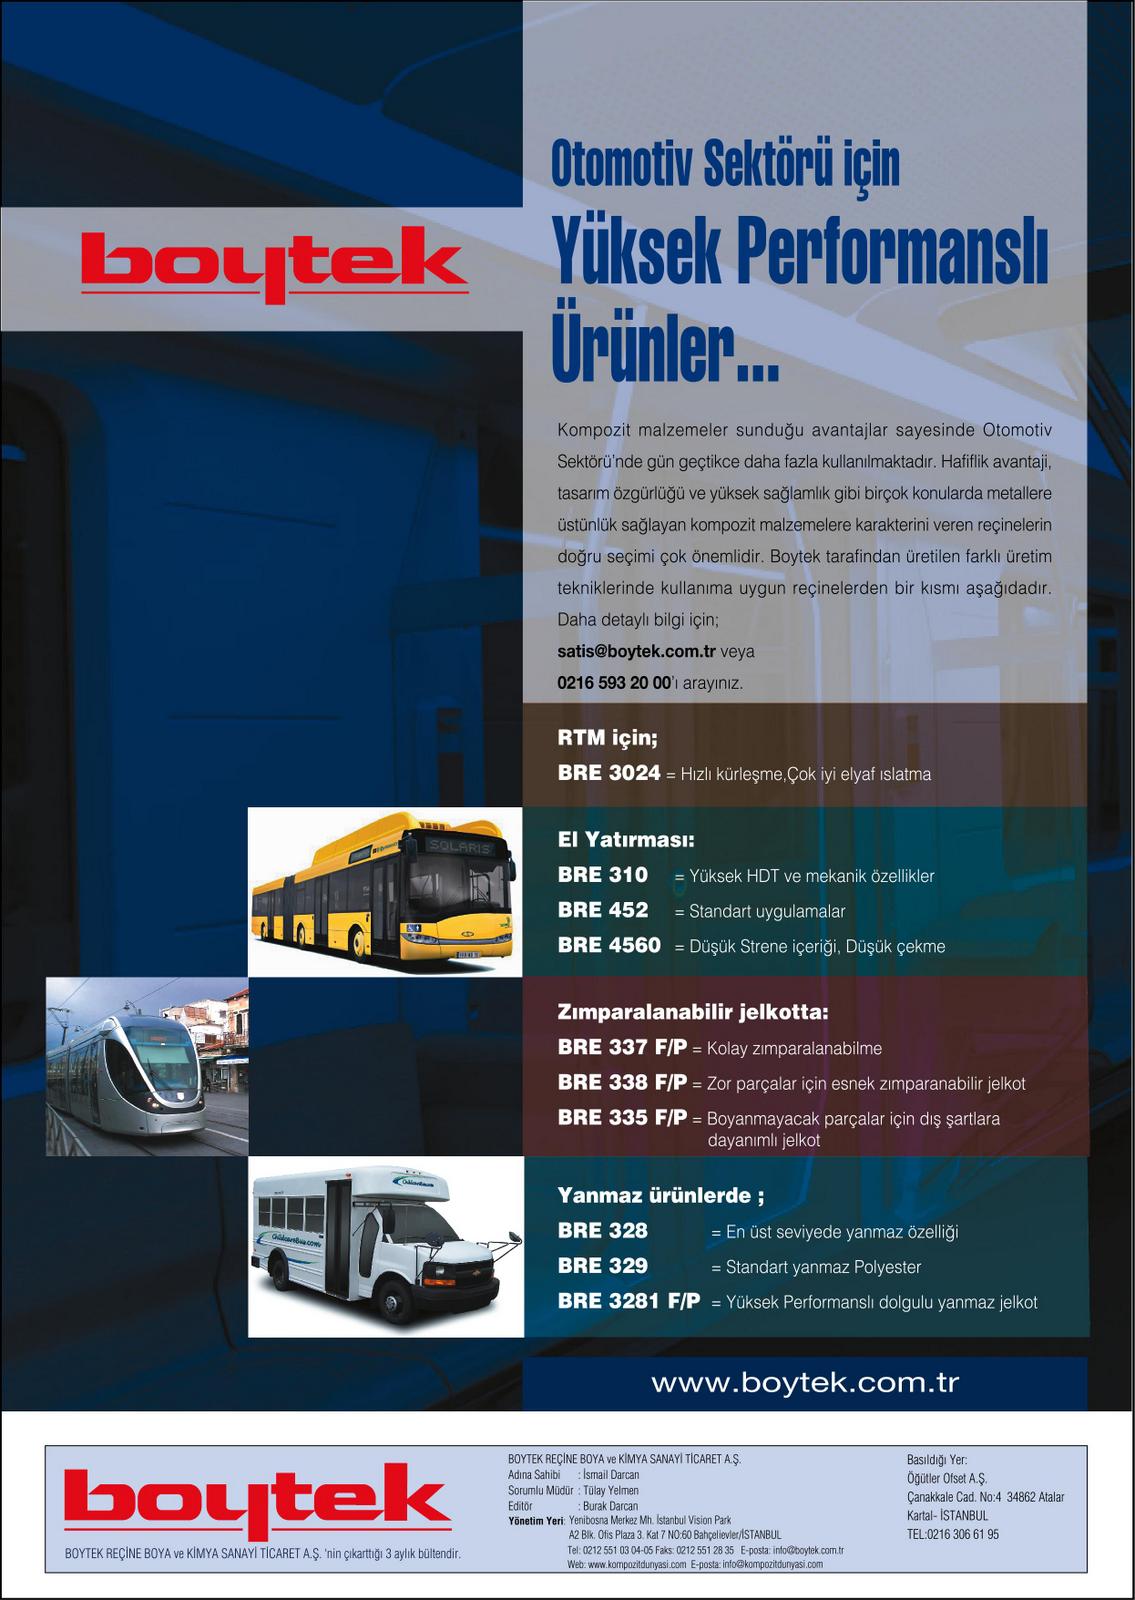 Otomotiv Sektörü için
Yüksek Performanslı
Ürünler...
boytek
Kompozit malzemeler sunduğu avantajlar sayesinde Otomotiv
Sektörü'nde gün geçtikce daha fazla kullanılmaktadır. Hafiflik avantaji,
tasarım özgürlüğü ve yüksek sağlamlık gibi birçok konularda metallere
üstünlük sağlayan kompozit malzemelere karakterini veren reçinelerin
doğru seçimi çok önemlidir. Boytek tarafindan üretilen farklı üretim
tekniklerinde kullanıma uygun reçinelerden bir kısmı aşağıdadır.
Daha detaylı bilgi için;
satis@boytek.com.tr veya
0216 593 20 00'ı arayınız.
RTM için;
BRE 3024 = Hızlı kürleşme,Çok iyi elyaf ıslatma
SOLARIS
El Yatırması:
BRE 310 = Yüksek HDT ve mekanik özellikler
BRE 452 = Standart uygulamalar
BRE 4560 = Düşük Strene içeriği, Düşük çekme
Zımparalanabilir jelkotta:
BRE 337 F/P = Kolay zımparalanabilme
BRE 338 F/P = Zor parçalar için esnek zımparanabilir jelkot
BRE 335 F/P = Boyanmayacak parçalar için dış şartlara
dayanımlı jelkot
ChildcareBus.com
Yanmaz ürünlerde ;
BRE 328 = En üst seviyede yanmaz özelliği
BRE 329 = Standart yanmaz Polyester
BRE 3281 F/P = Yüksek Performanslı dolgulu yanmaz jelkot
www.boytek.com.tr
boytek
BOYTEK REÇİNE BOYA ve KİMYA SANAYİ TİCARET A.Ş. 'nin çıkarttığı 3 aylık bültendir.
BOYTEK REÇİNE BOYA ve KİMYA SANAYİ TİCARET A.Ş.
Adına Sahibi : İsmail Darcan
Sorumlu Müdür : Tülay Yelmen
Editör : Burak Darcan
Yönetim Yeri: Yenibosna Merkez Mh. İstanbul Vision Park
A2 Blk. Ofis Plaza 3. Kat 7 NO:60 Bahçelievler/İSTANBUL
Tel: 0212 551 03 04-05 Faks: 0212 551 28 35 E-posta: info@boytek.com.tr
Web: www.kompozitdunyasi.com E-posta: info@kompozitdunyasi.com
Basıldığı Yer:
Öğütler Ofset A.Ş.
Çanakkale Cad. No:4 34862 Atalar
Kartal- İSTANBUL
TEL:0216 306 61 95